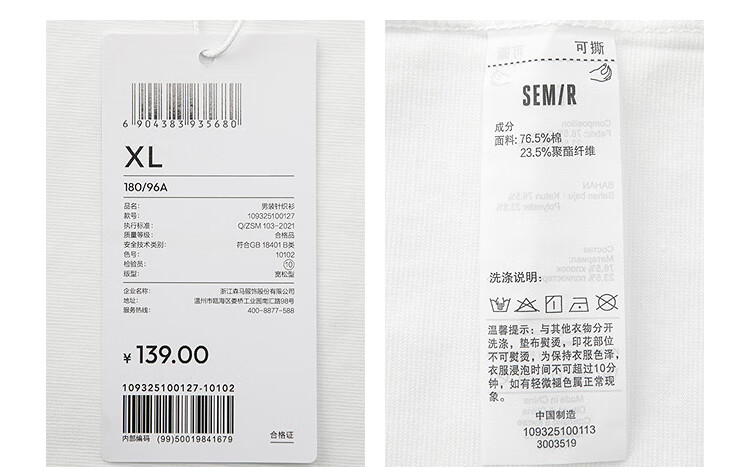 6 904383 935680
XL
180/96A
品名: 男装针织衫
款号: 109325100127
执行标准: Q/ZSM 103-2021
质量等级: 合格品
安全技术类别: 符合GB 18401 B类
色号: 10102
检验员: 10
版型: 宽松型
企业名称: 浙江森马服饰股份有限公司
地址: 温州市瓯海区娄桥工业园南汇路98号
服务热线: 400-8877-588
¥ 139.00
109325100127-10102
内部编码 (99)50019841679
合格证
可撕
SEM/R
成分
面料: 76.5%棉
23.5%聚酯纤维
洗涤说明:
温馨提示: 与其他衣物分开
洗涤, 垫布熨烫, 印花部位
不可熨烫, 为保持衣服色泽,
衣服浸泡时间不可超过10分
钟, 如有轻微褪色属正常现
象。
中国制造
109325100113
3003519